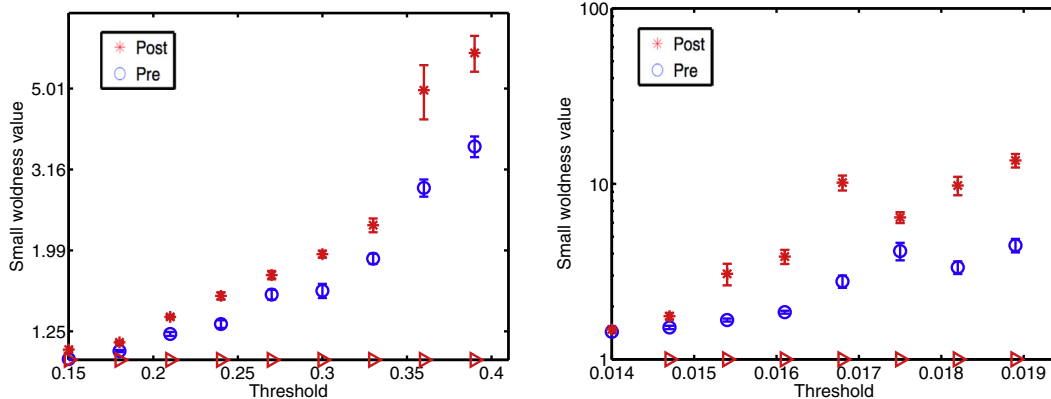 Small woldness value
5.01
3.16
1.99
1.25
Post
Pre
0.15
0.2
0.25
0.3
0.35
0.4
Threshold
Small woldness value
100
10
1
Post
Pre
0.014
0.015
0.016
0.017
0.018
0.019
Threshold